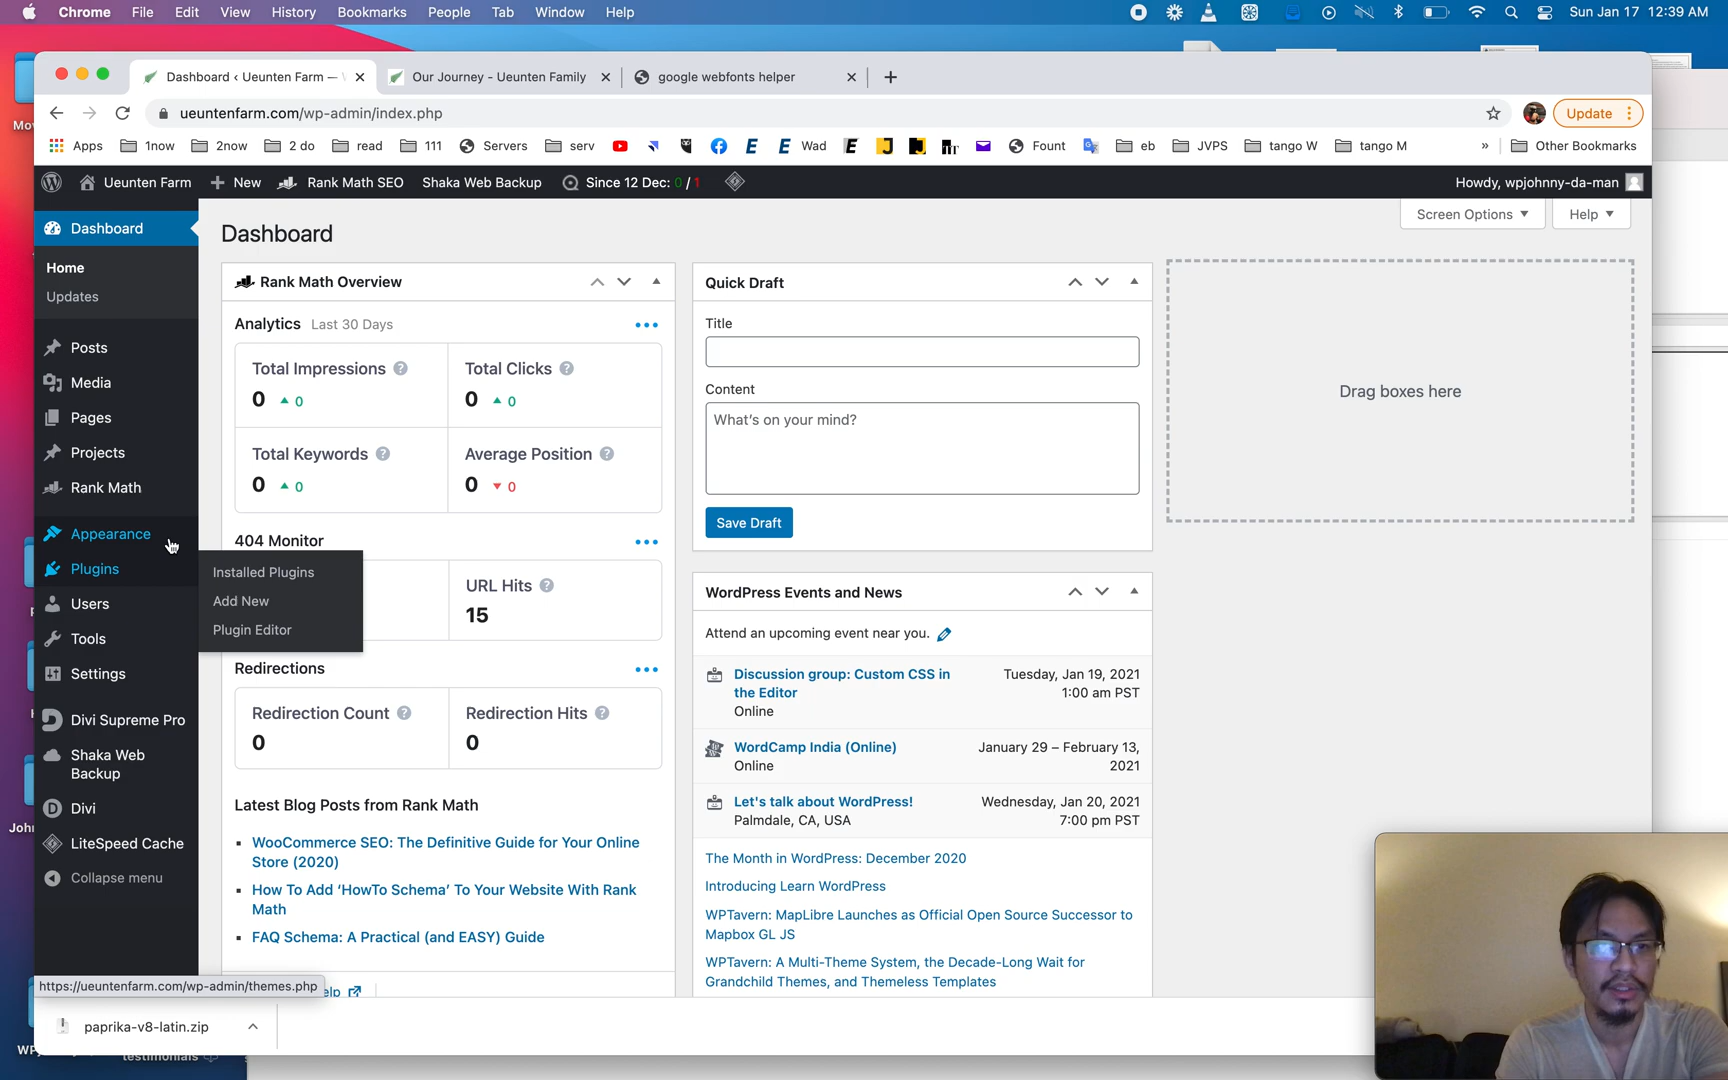 Chrome File Edit View History Bookmarks People Tab Window Help
Sun Jan 17 12:39 AM
Dashboard ‹ Ueunten Farm —
Our Journey - Ueunten Family
google webfonts helper
ueuntenfarm.com/wp-admin/index.php
Update
Apps 1now 2now 2 do read 111 Servers serv Wad Fount eb JVPS tango W tango M » Other Bookmarks
Ueunten Farm New Rank Math SEO Shaka Web Backup Since 12 Dec: 0 / 1
Howdy, wpjohnny-da-man
Dashboard
Home
Updates
Posts
Media
Pages
Projects
Rank Math
Appearance
Plugins
Users
Tools
Settings
Divi Supreme Pro
Shaka Web
Backup
Divi
LiteSpeed Cache
Collapse menu
Installed Plugins
Add New
Plugin Editor
Screen Options
Help
Dashboard
Rank Math Overview
Analytics Last 30 Days
Total Impressions
0 0
Total Clicks
0 0
Total Keywords
0 0
Average Position
0 0
404 Monitor
URL Hits
15
Redirections
Redirection Count
0
Redirection Hits
0
Latest Blog Posts from Rank Math
WooCommerce SEO: The Definitive Guide for Your Online
Store (2020)
How To Add ‘HowTo Schema’ To Your Website With Rank
Math
FAQ Schema: A Practical (and EASY) Guide
Quick Draft
Title
Content
What's on your mind?
Save Draft
WordPress Events and News
Attend an upcoming event near you.
Discussion group: Custom CSS in
the Editor
Online
Tuesday, Jan 19, 2021
1:00 am PST
WordCamp India (Online)
Online
January 29 – February 13,
2021
Let's talk about WordPress!
Palmdale, CA, USA
Wednesday, Jan 20, 2021
7:00 pm PST
The Month in WordPress: December 2020
Introducing Learn WordPress
WPTavern: MapLibre Launches as Official Open Source Successor to
Mapbox GL JS
WPTavern: A Multi-Theme System, the Decade-Long Wait for
Grandchild Themes, and Themeless Templates
Drag boxes here
https://ueuntenfarm.com/wp-admin/themes.php
paprika-v8-latin.zip
testimonials